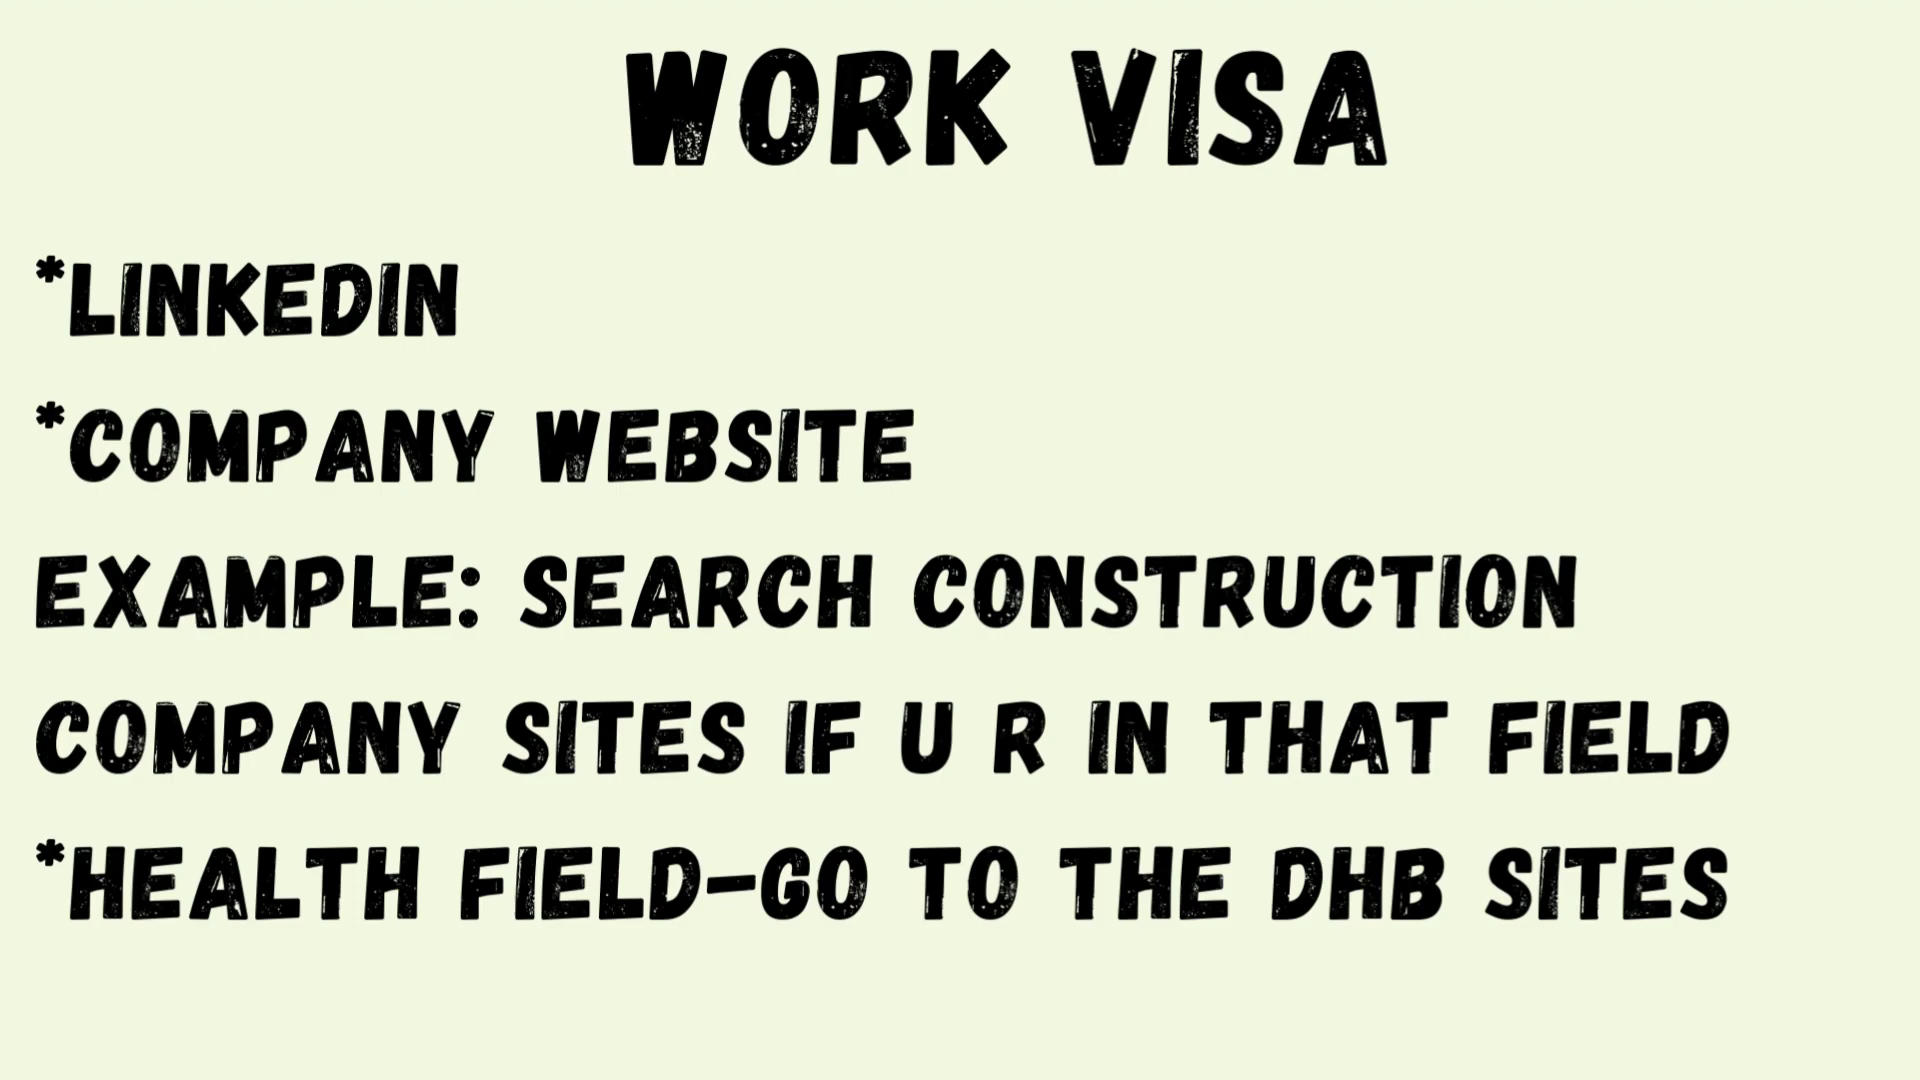 WORK VISA
*LINKEDIN
*COMPANY WEBSITE
EXAMPLE: SEARCH CONSTRUCTION
COMPANY SITES IF U R IN THAT FIELD
*HEALTH FIELD-GO TO THE DHB SITES